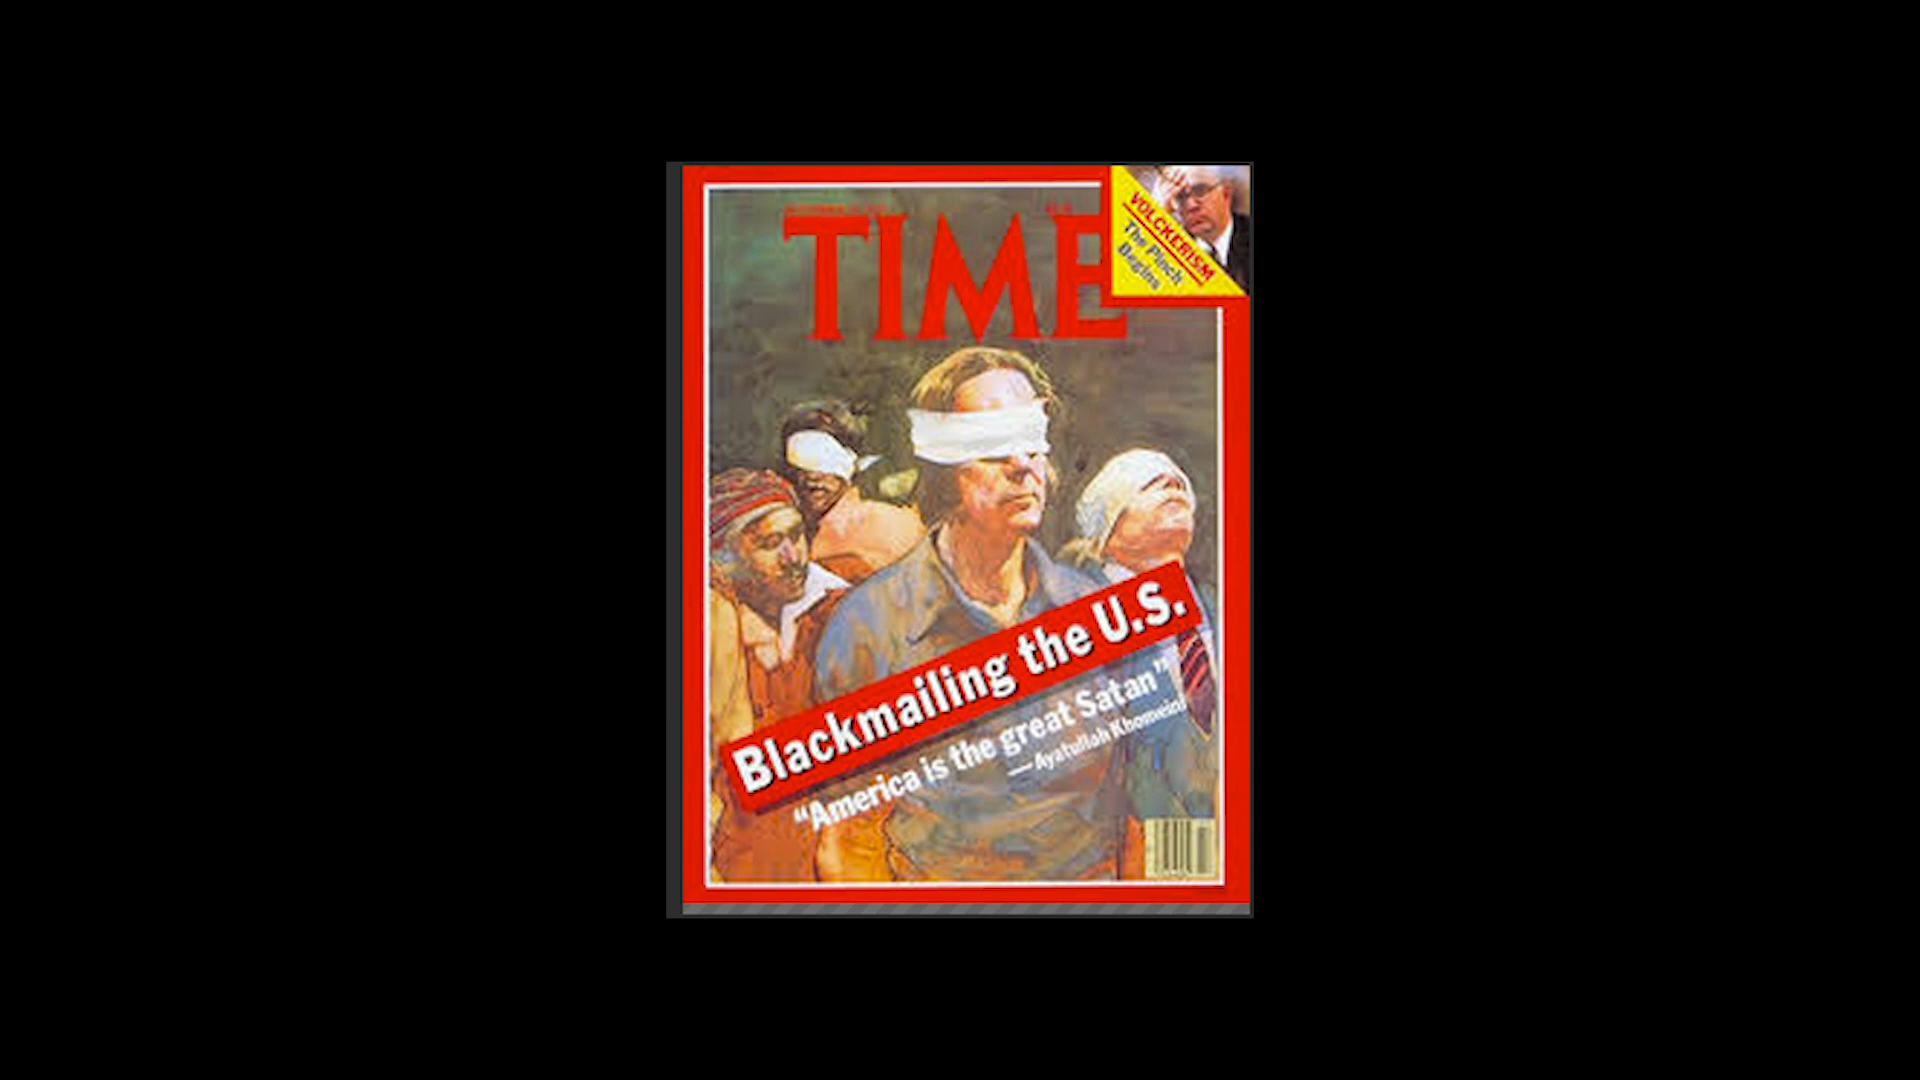 TIME
VOLCKERISM
The Pinch
Begins
Blackmailing the U.S.
“America is the great Satan”
—Ayatullah Khomeini